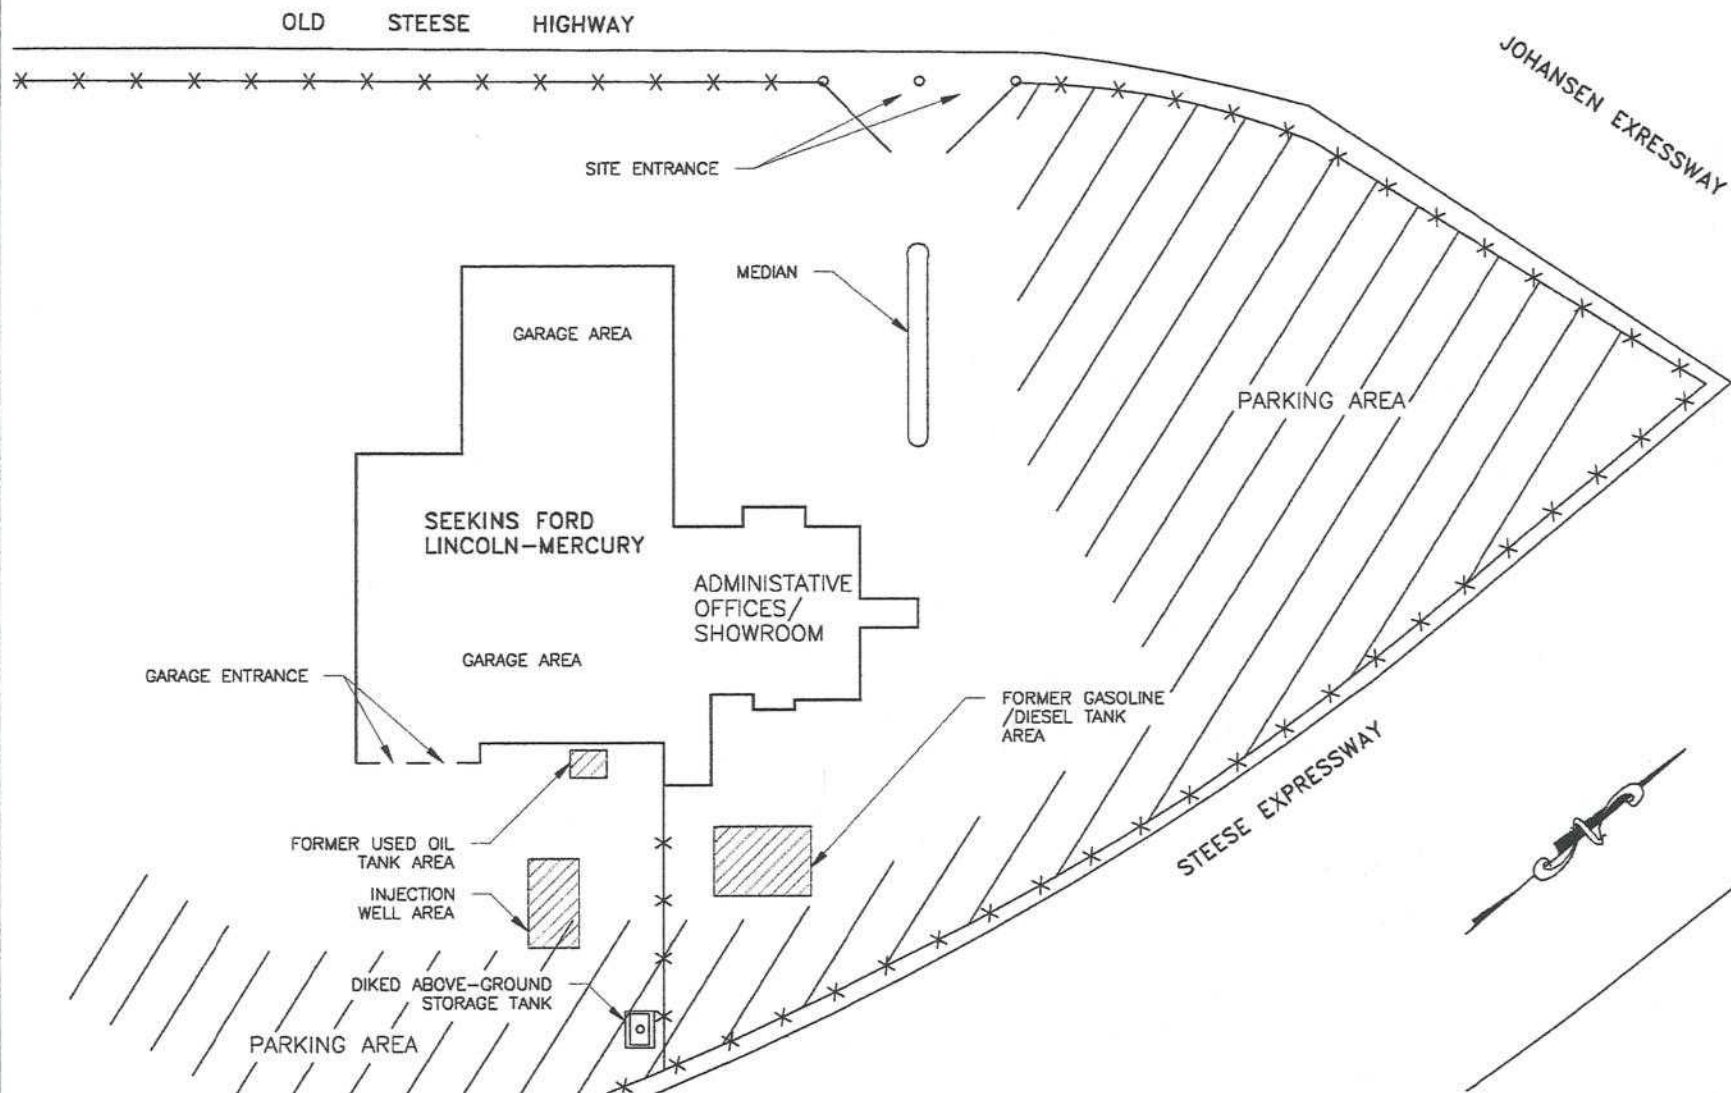 OLD STEESE HIGHWAY
JOHANSEN EXRESSWAY
SITE ENTRANCE
MEDIAN
GARAGE AREA
PARKING AREA
SEEKINS FORD
LINCOLN-MERCURY
ADMINISTATIVE
OFFICES/
SHOWROOM
GARAGE AREA
GARAGE ENTRANCE
FORMER GASOLINE
/DIESEL TANK
AREA
STEESE EXPRESSWAY
FORMER USED OIL
TANK AREA
INJECTION
WELL AREA
DIKED ABOVE-GROUND
STORAGE TANK
PARKING AREA